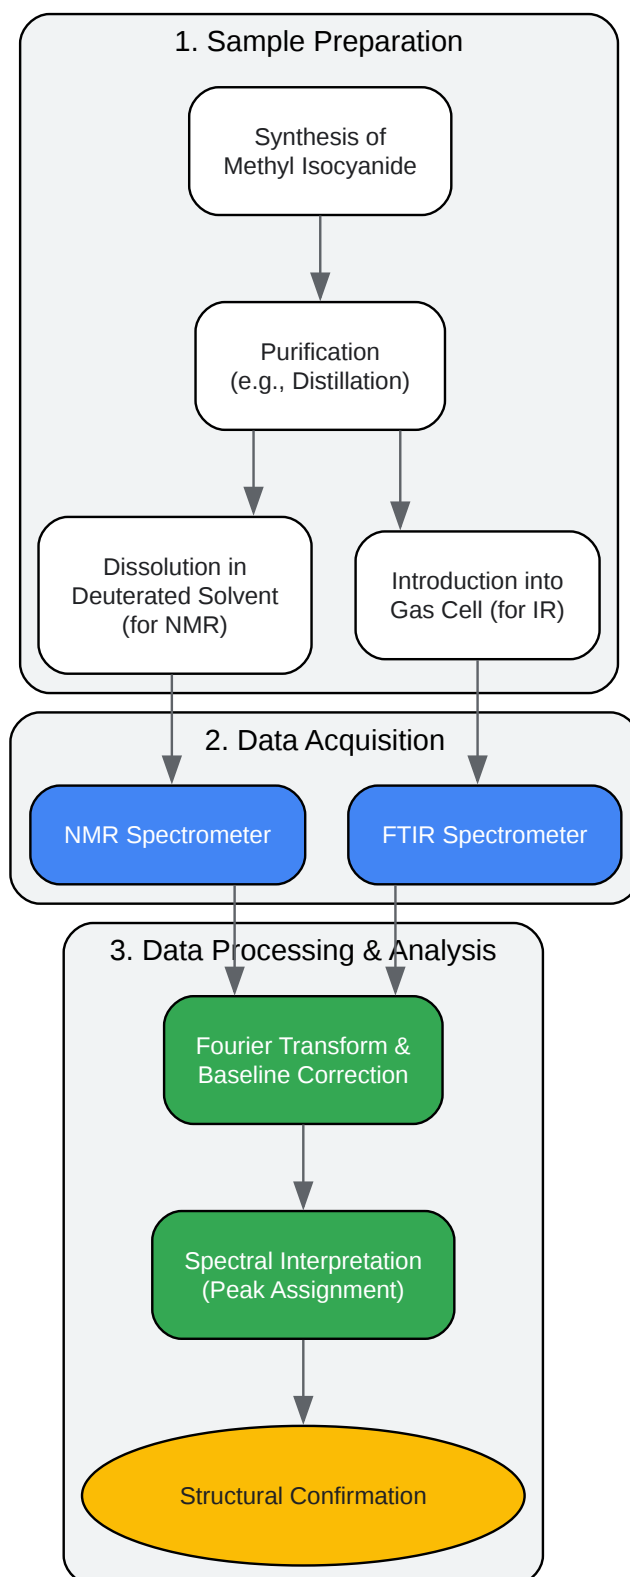 1. Sample Preparation
Synthesis of
Methyl Isocyanide
Purification
(e.g., Distillation)
Dissolution in
Deuterated Solvent
(for NMR)
Introduction into
Gas Cell (for IR)
2. Data Acquisition
NMR Spectrometer
FTIR Spectrometer
3. Data Processing & Analysis
Fourier Transform &
Baseline Correction
Spectral Interpretation
(Peak Assignment)
Structural Confirmation